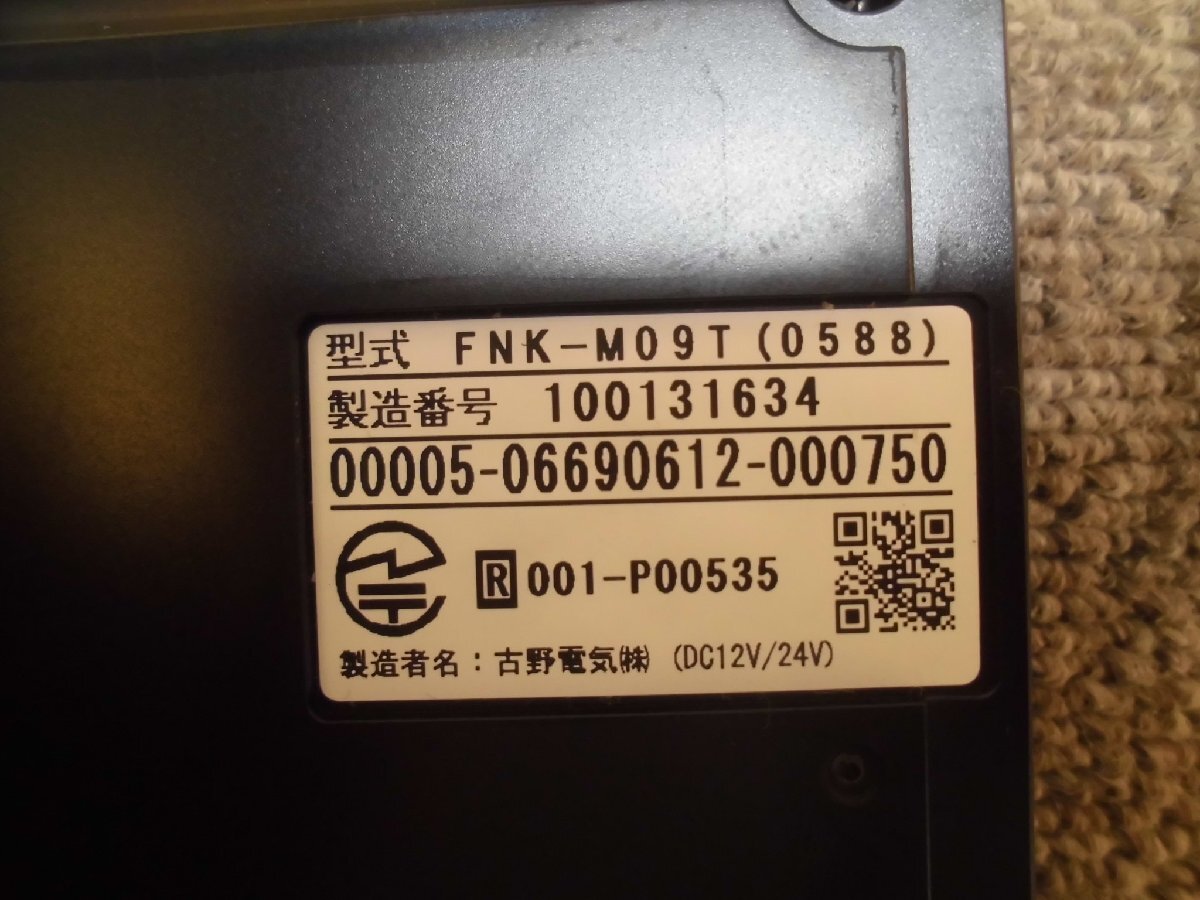 型式 FNK-M09T(0588)
製造番号 100131634
00005-06690612-000750
R 001-P00535
製造者名:古野電気㈱ (DC12V/24V)